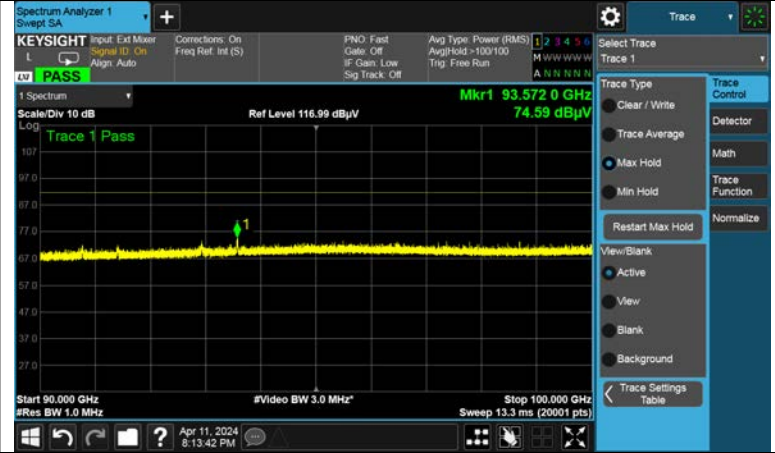 Spectrum Analyzer 1
Swept SA
+
Trace
KEYSIGHT
L
LXI
PASS
Input: Ext Mixer
Signal ID: On
Align: Auto
Corrections: On
Freq Ref: Int (S)
PNO: Fast
Gate: Off
IF Gain: Low
Sig Track: Off
Avg Type: Power (RMS)
Avg|Hold:>100/100
Trig: Free Run
1 2 3 4 5 6
M W W W W W
A N N N N N
Select Trace
Trace 1
1 Spectrum
Scale/Div 10 dB
Log
Ref Level 116.99 dBµV
Mkr1 93.572 0 GHz
74.59 dBµV
Trace 1 Pass
107
97.0
87.0
77.0
67.0
57.0
47.0
37.0
27.0
1
Start 90.000 GHz
#Res BW 1.0 MHz
#Video BW 3.0 MHz*
Stop 100.000 GHz
Sweep 13.3 ms (20001 pts)
Trace Type
Clear / Write
Trace Average
Max Hold
Min Hold
Restart Max Hold
View/Blank
Active
View
Blank
Background
Trace Settings
Table
Trace
Control
Detector
Math
Trace
Function
Normalize
?
Apr 11, 2024
8:13:42 PM